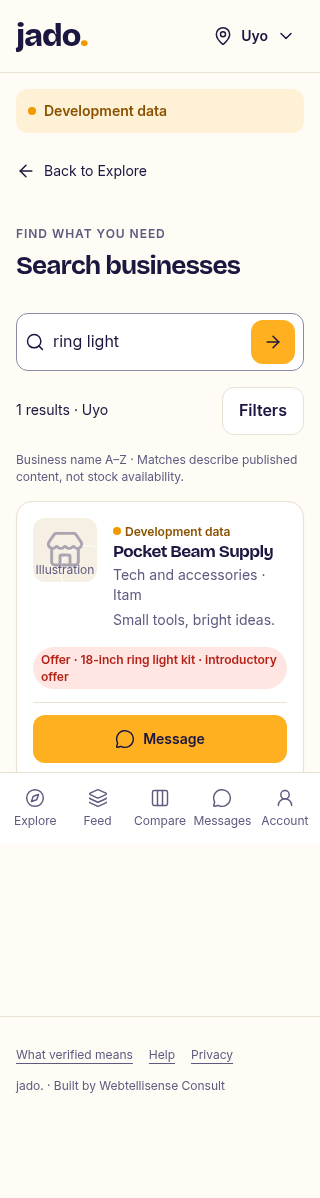 jado.
Uyo
Development data
Back to Explore
FIND WHAT YOU NEED
Search businesses
ring light
1 results · Uyo
Filters
Business name A–Z · Matches describe published
content, not stock availability.
Illustration
Development data
Pocket Beam Supply
Tech and accessories ·
Itam
Small tools, bright ideas.
Offer · 18-inch ring light kit · introductory
offer
Message
Explore
Feed
Compare
Messages
Account
What verified means
Help
Privacy
jado. · Built by Webtellisense Consult